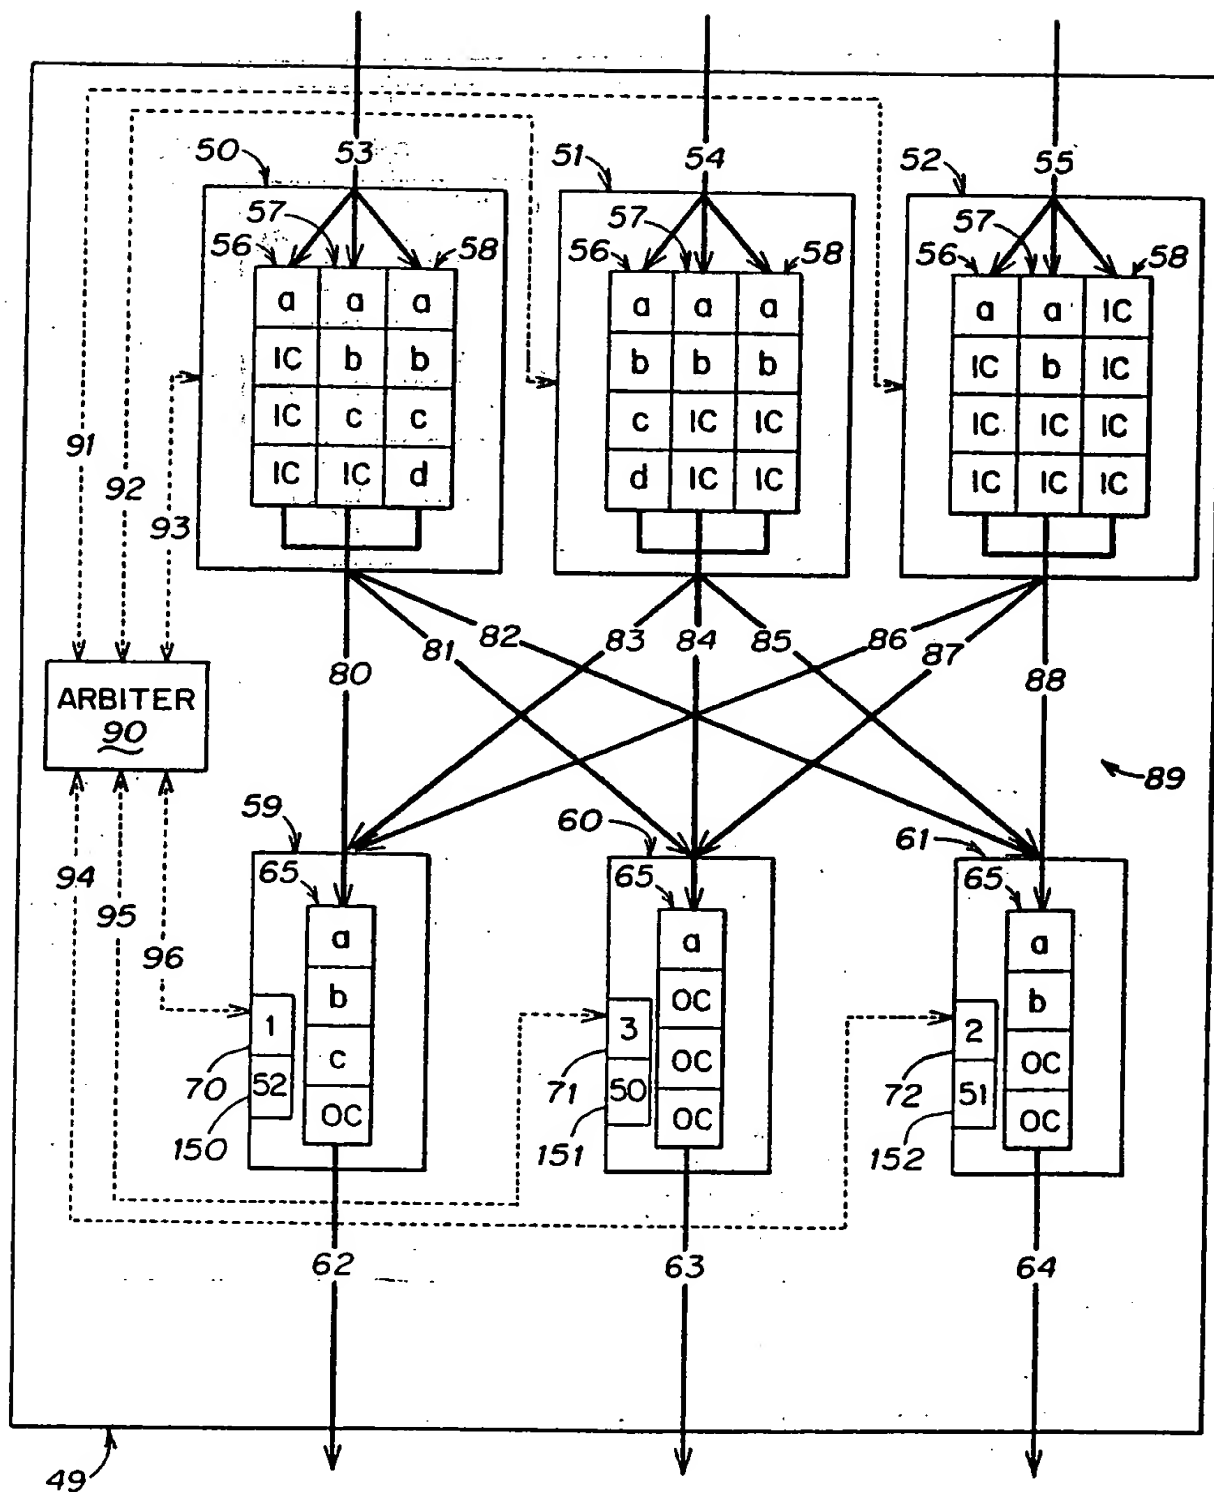 50 53 51 54 52 55
57 57 57
56 58 56 58 56 58
a a a a a a a a IC
IC b b b b b IC b IC
IC c c c IC IC IC IC IC
IC IC d d IC IC IC IC IC
91 92 93
80 81 82 83 84 85 86 87 88
ARBITER
90
89
59 60 61
94 95 96
65 65 65
a a a
b OC b
c OC OC
OC OC OC
1 3 2
52 50 51
70 71 72
150 151 152
62 63 64
49